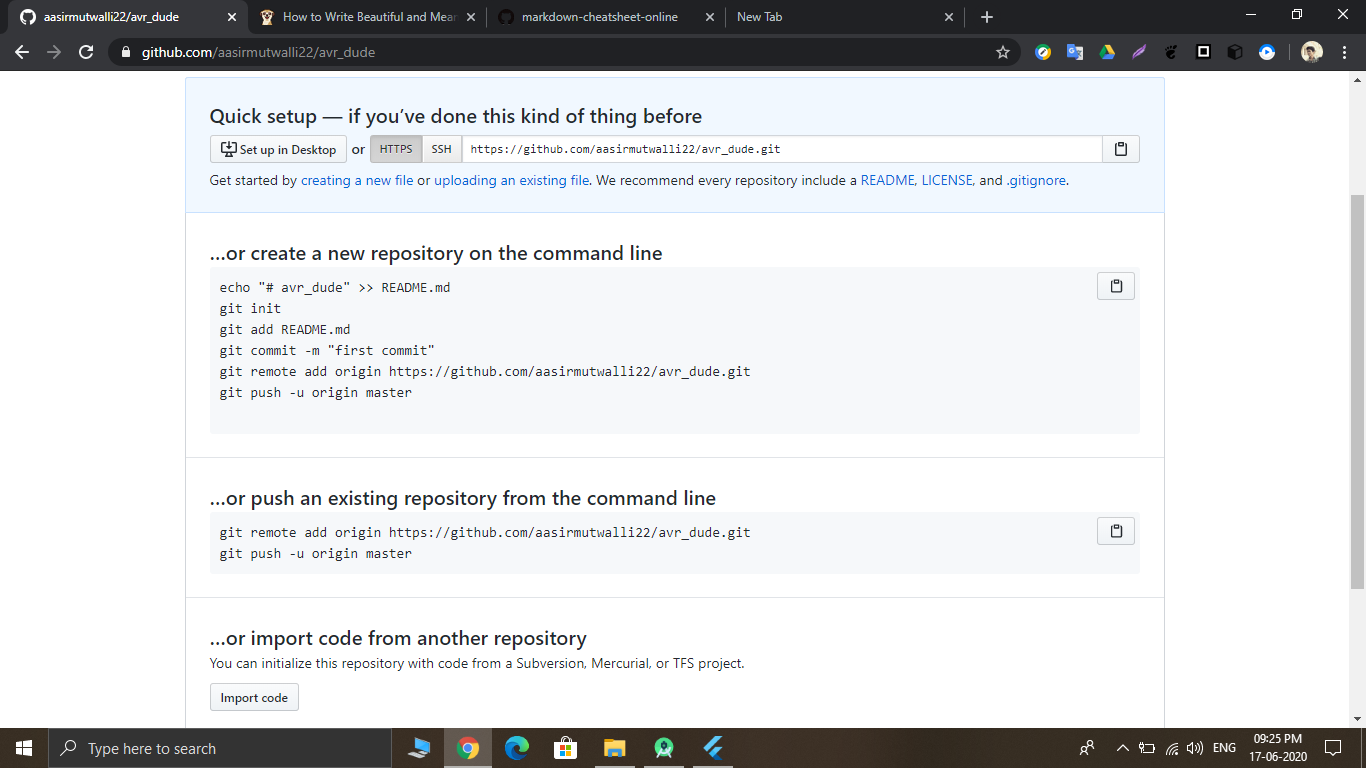 aasirmutwalli22/avr_dude
How to Write Beautiful and Mear
markdown-cheatsheet-online
New Tab
github.com/aasirmutwalli22/avr_dude
Quick setup — if you’ve done this kind of thing before
Set up in Desktop or HTTPS SSH https://github.com/aasirmutwalli22/avr_dude.git
Get started by creating a new file or uploading an existing file. We recommend every repository include a README, LICENSE, and .gitignore.
…or create a new repository on the command line
echo "# avr_dude" >> README.md
git init
git add README.md
git commit -m "first commit"
git remote add origin https://github.com/aasirmutwalli22/avr_dude.git
git push -u origin master
…or push an existing repository from the command line
git remote add origin https://github.com/aasirmutwalli22/avr_dude.git
git push -u origin master
…or import code from another repository
You can initialize this repository with code from a Subversion, Mercurial, or TFS project.
Import code
Type here to search
ENG
09:25 PM
17-06-2020